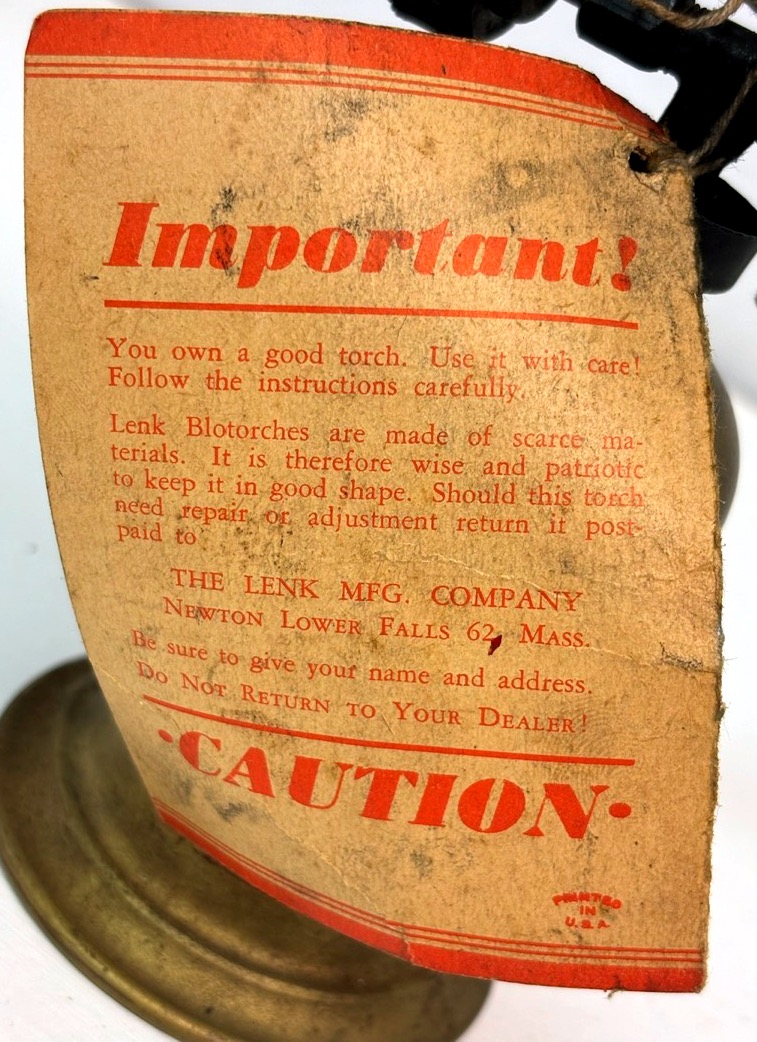 Important!
You own a good torch. Use it with care!
Follow the instructions carefully.
Lenk Blotorches are made of scarce ma-
terials. It is therefore wise and patriotic
to keep it in good shape. Should this torch
need repair or adjustment return it post-
paid to
THE LENK MFG. COMPANY
NEWTON LOWER FALLS 62, MASS.
Be sure to give your name and address.
DO NOT RETURN TO YOUR DEALER!
·CAUTION·
PRINTED
IN
U.S.A.